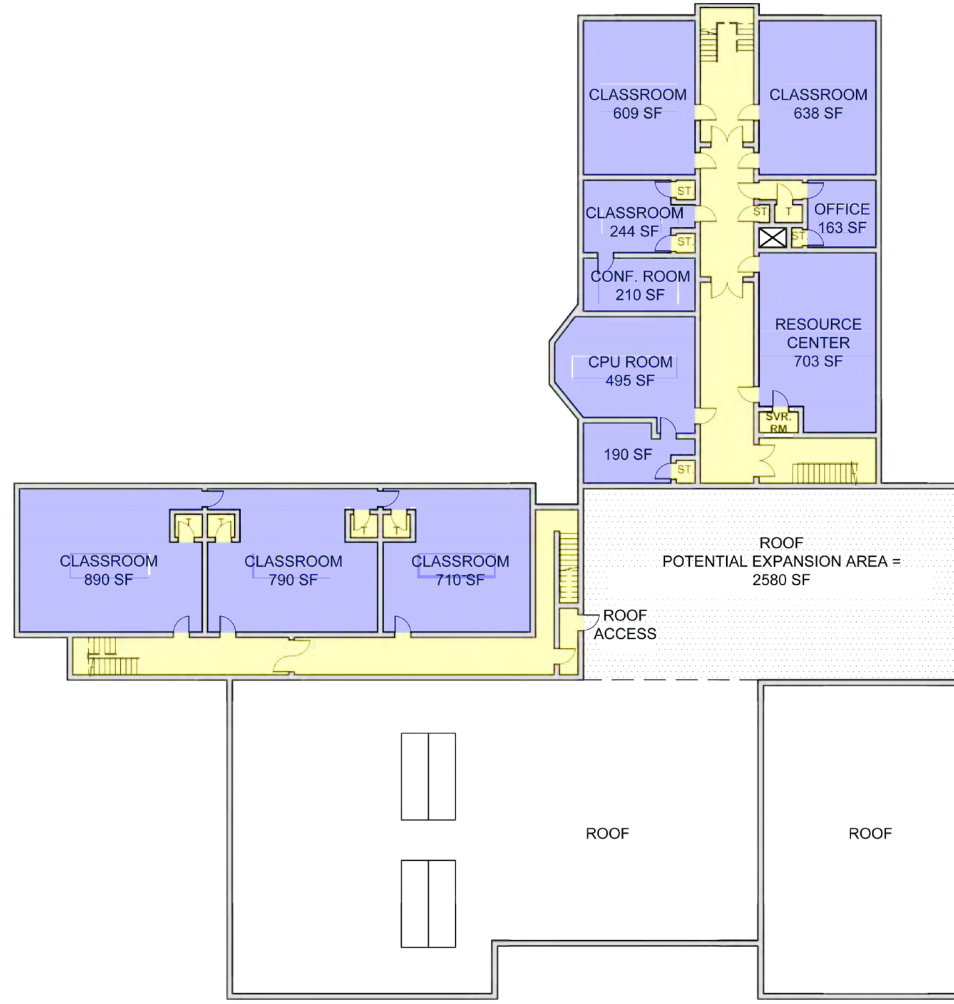 CLASSROOM
609 SF
CLASSROOM
638 SF
ST.
CLASSROOM
244 SF
ST.
ST.
T
OFFICE
163 SF
ST.
CONF. ROOM
210 SF
RESOURCE
CENTER
703 SF
CPU ROOM
495 SF
SVR.
RM
190 SF
ST.
T
T
T
T
CLASSROOM
890 SF
CLASSROOM
790 SF
CLASSROOM
710 SF
ROOF
POTENTIAL EXPANSION AREA =
2580 SF
ROOF
ACCESS
ROOF
ROOF